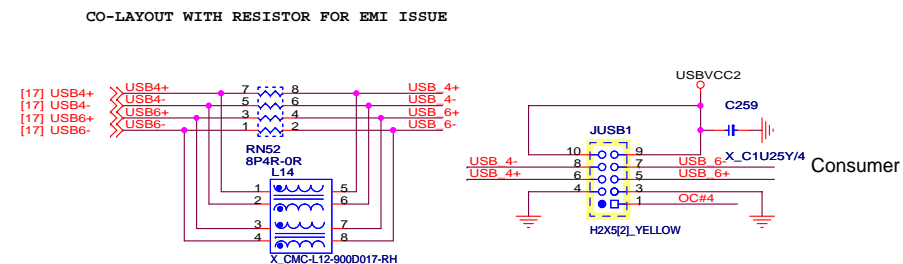 CO-LAYOUT WITH RESISTOR FOR EMI ISSUE
[17] USB4+ USB4+ 7 8 USB_4+
[17] USB4- USB4- 5 6 USB_4-
[17] USB6+ USB6+ 3 4 USB_6+
[17] USB6- USB6- 1 2 USB_6-
RN52
8P4R-0R
L14
1 5
2 6
3 7
4 8
X_CMC-L12-900D017-RH
USBVCC2
C259
X_C1U25Y/4
JUSB1
10 9
USB_4- 8 7 USB_6-
USB_4+ 6 5 USB_6+
4 3
1 OC#4
H2X5[2]_YELLOW
Consumer